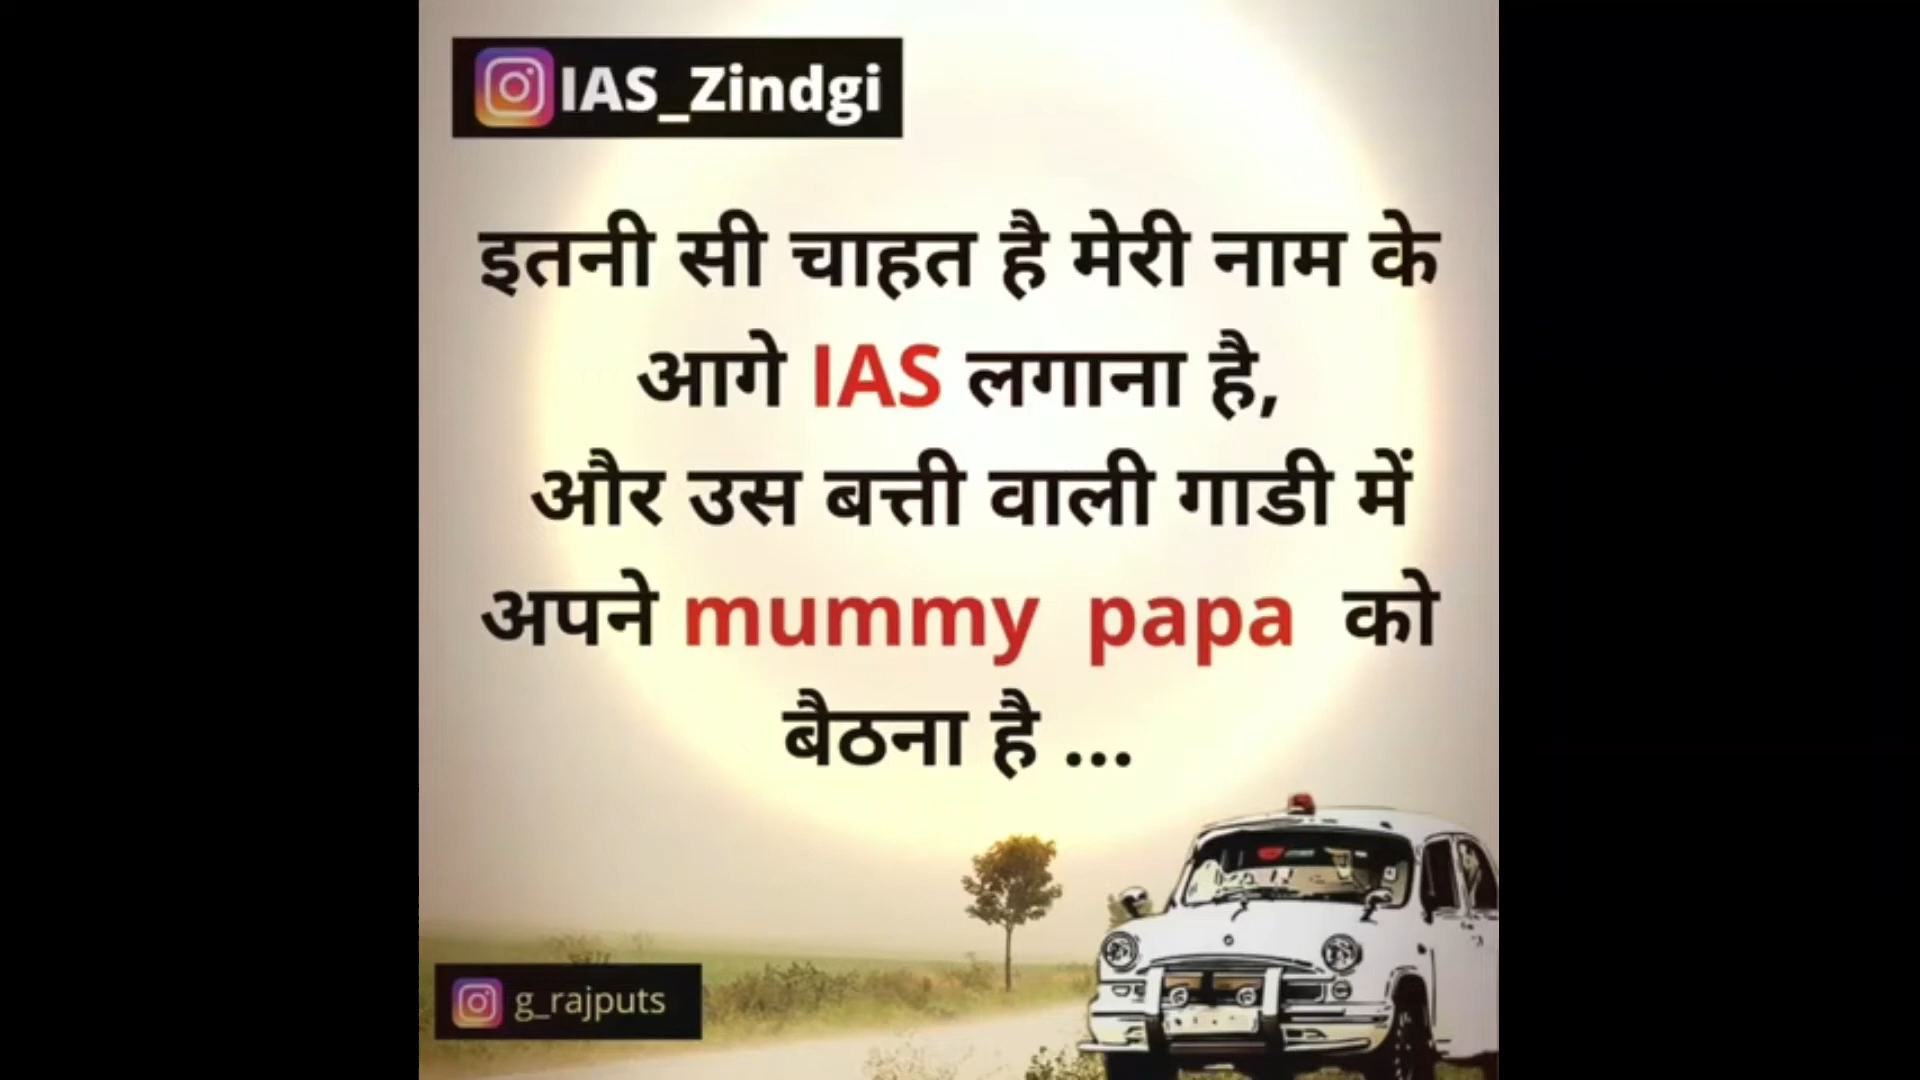 IAS_Zindgi
इतनी सी चाहत है मेरी नाम के
आगे IAS लगाना है,
और उस बत्ती वाली गाडी में
अपने mummy papa को
बैठना है ...
g_rajputs